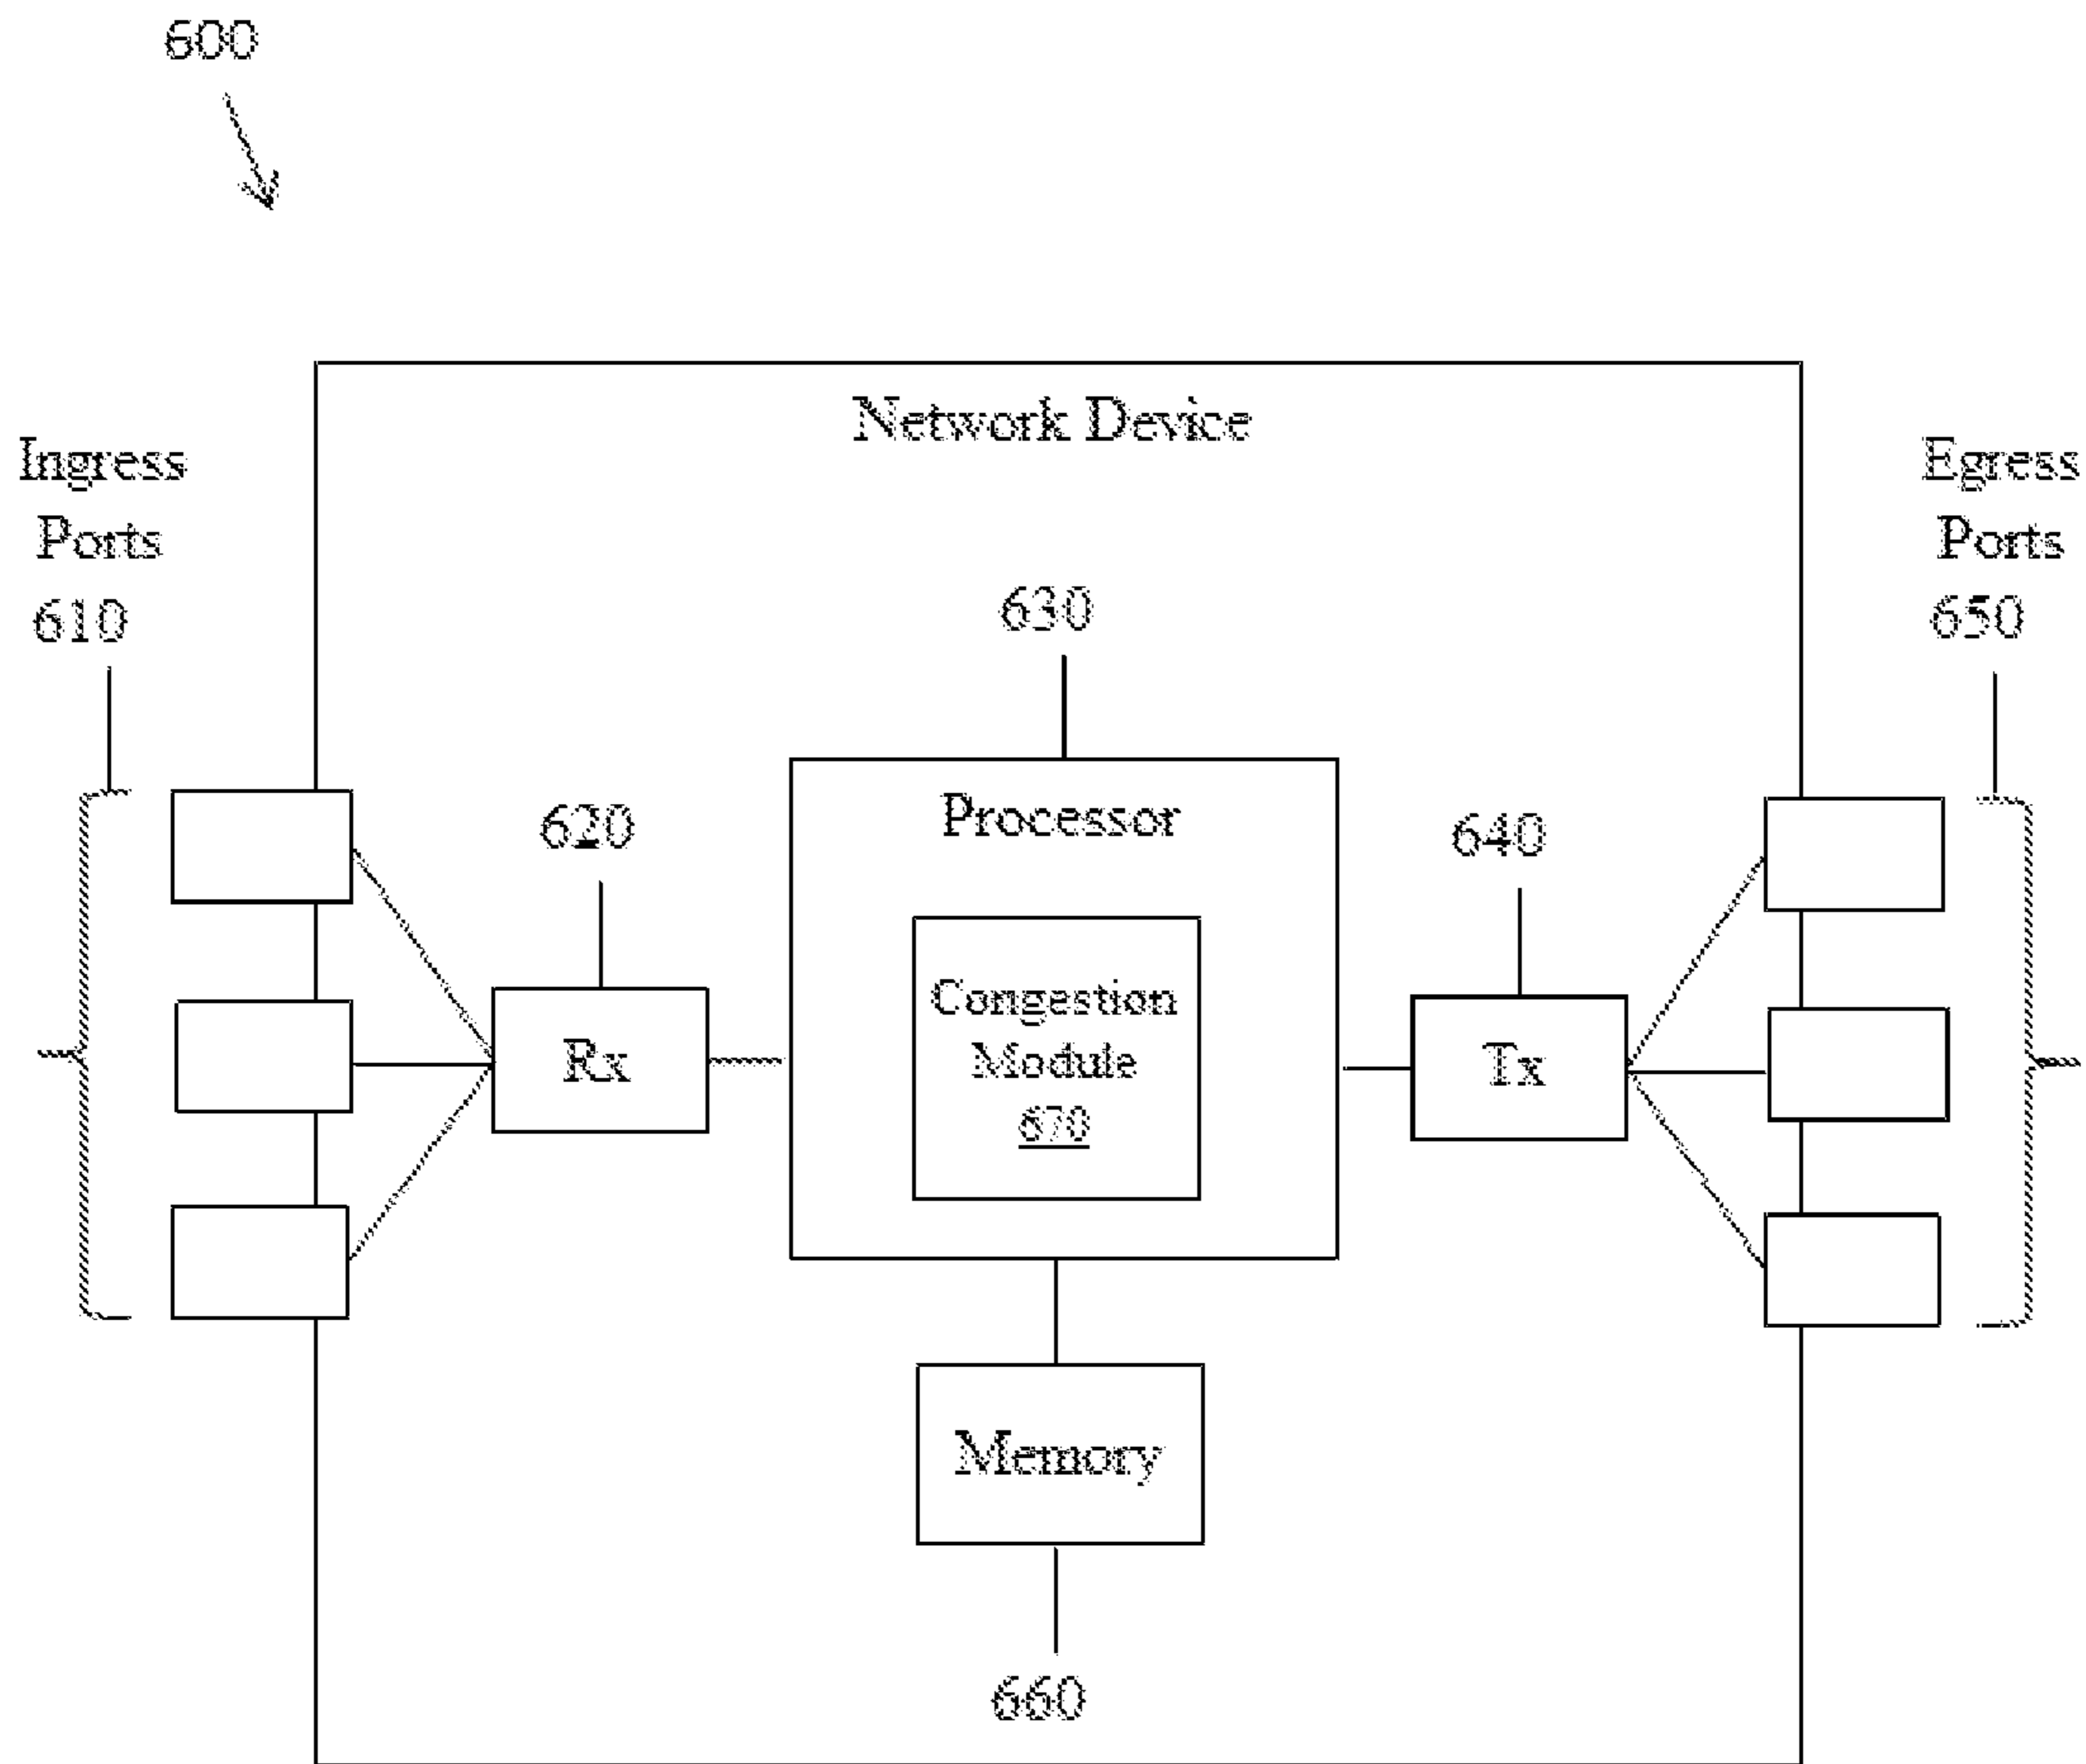 600
Network Device
Ingress
Ports
610
Egress
Ports
650
630
Processor
620
640
Congestion
Module
670
Rx
Tx
Memory
660